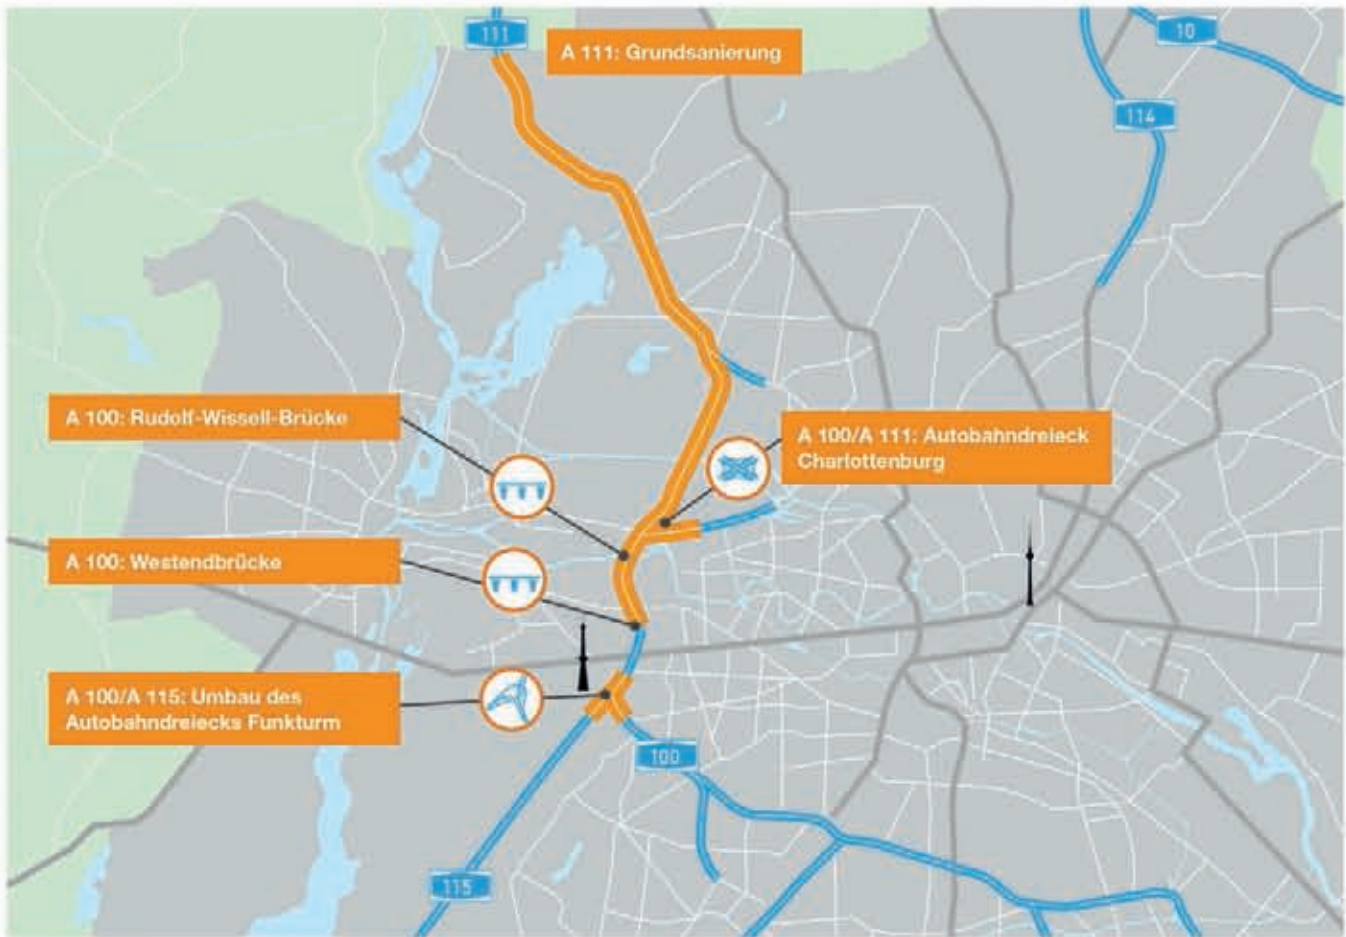 111
A 111: Grundsanierung
10
114
A 100: Rudolf-Wissell-Brücke
A 100/A 111: Autobahndreieck
Charlottenburg
A 100: Westendbrücke
A 100/A 115: Umbau des
Autobahndreiecks Funkturm
100
115